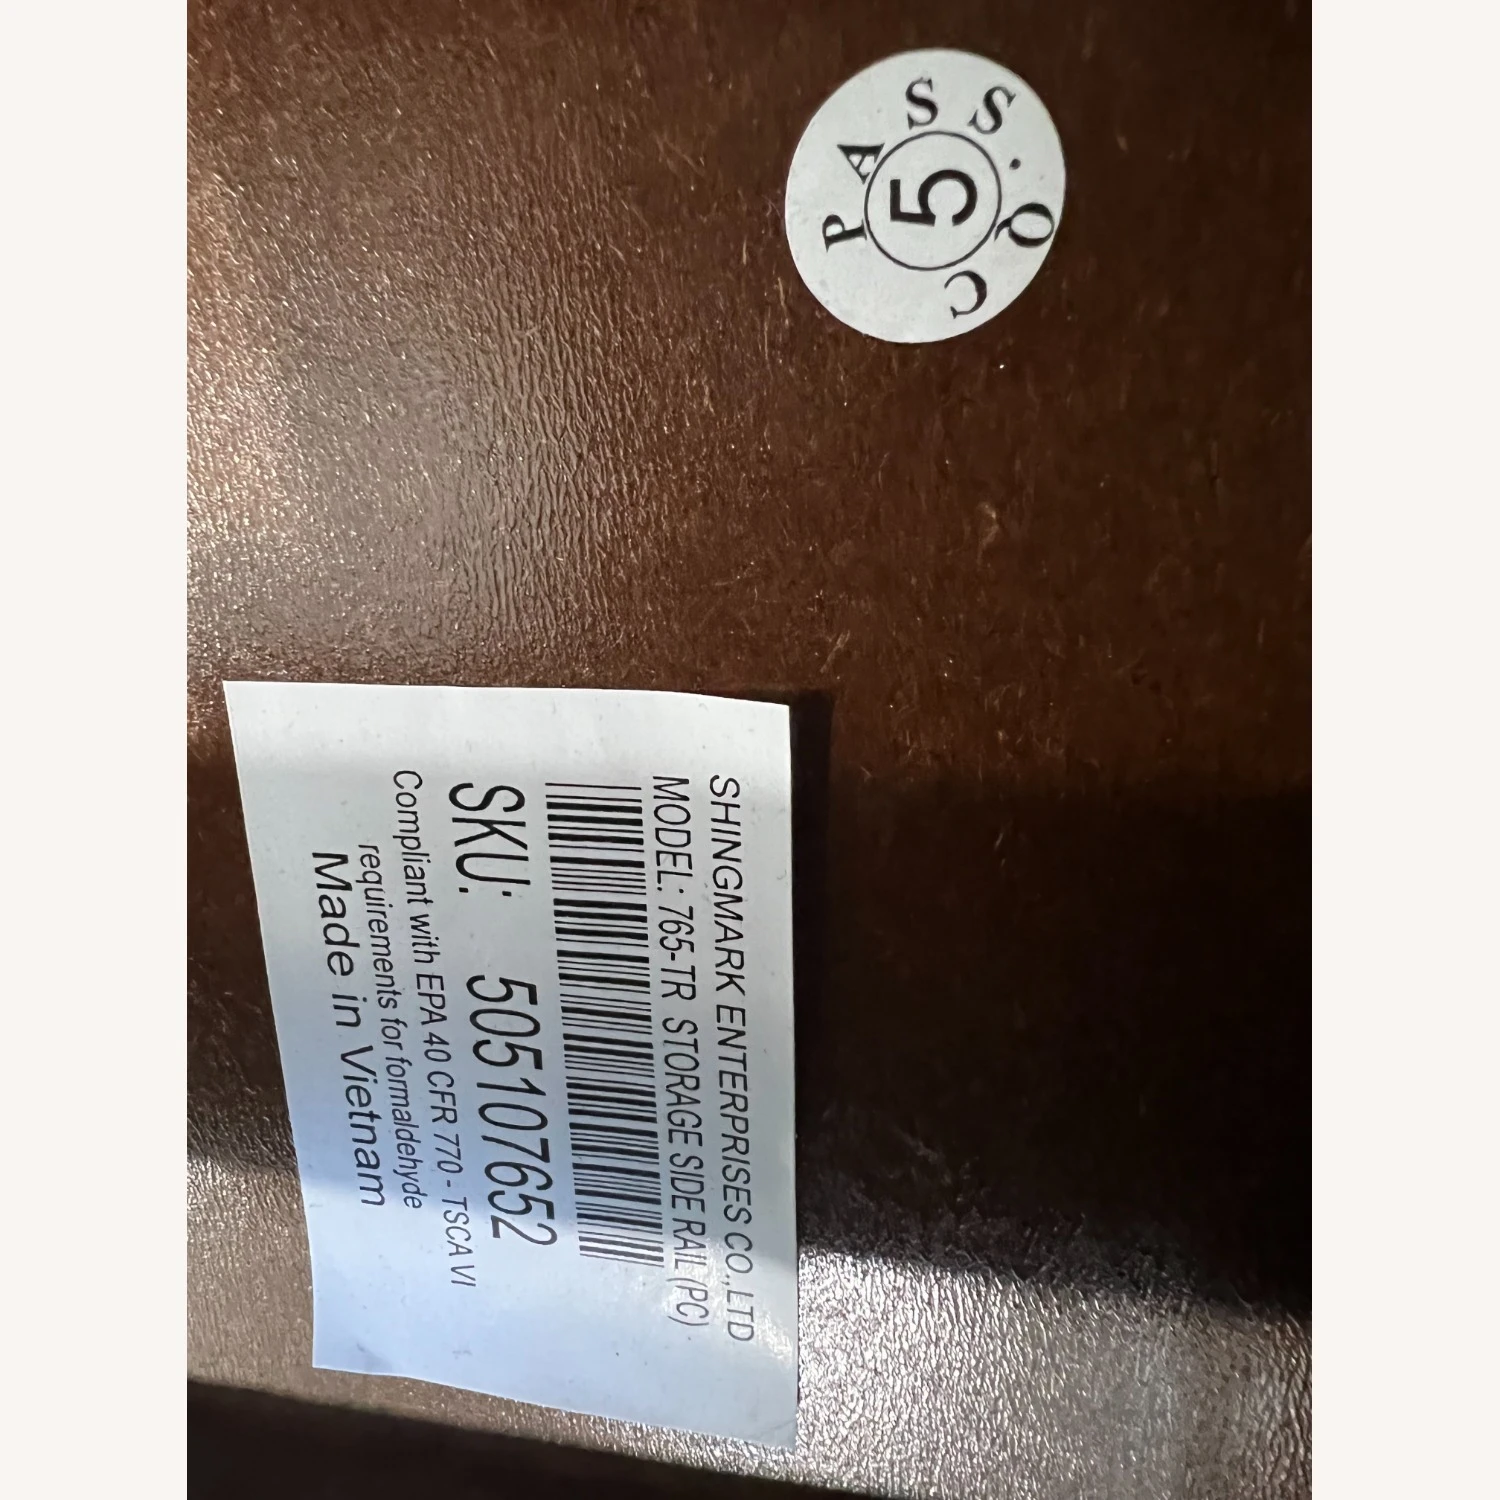 PASS. QC
5
SHINGMARK ENTERPRISES CO.,LTD
MODEL: 765-TR STORAGE SIDE RAIL (PC)
SKU: 505107652
Compliant with EPA 40 CFR 770 - TSCA VI
requirements for formaldehyde
Made in Vietnam